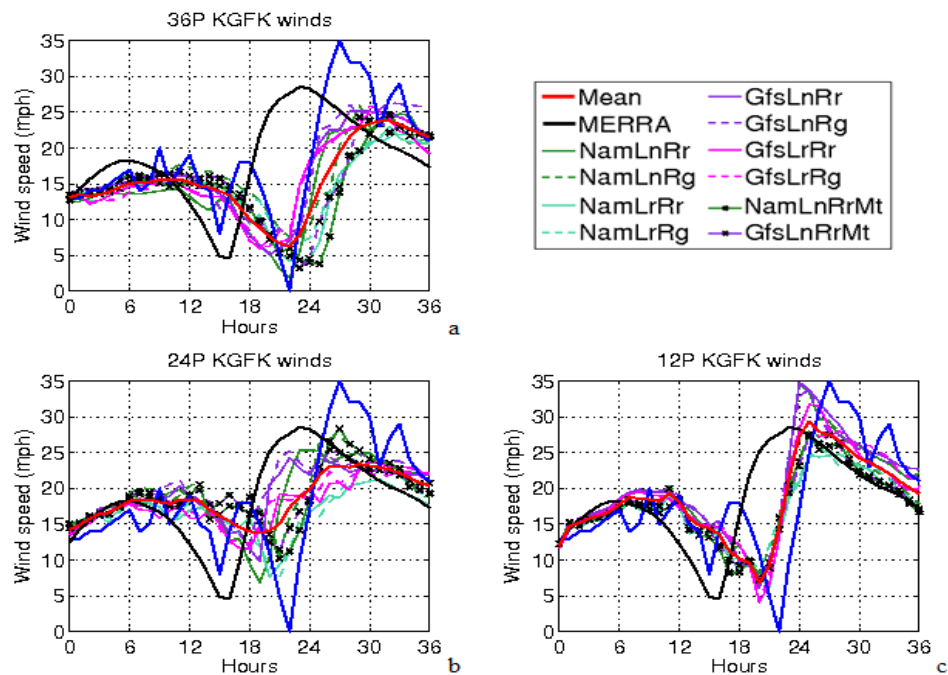 36P KGFK winds
35
30
25
20
15
10
5
0
Wind speed (mph)
0 6 12 18 24 30 36
Hours
a
Mean
MERRA
NamLnRr
NamLnRg
NamLrRr
NamLrRg
GfsLnRr
GfsLnRg
GfsLrRr
GfsLrRg
NamLnRrMt
GfsLnRrMt
24P KGFK winds
35
30
25
20
15
10
5
0
Wind speed (mph)
0 6 12 18 24 30 36
Hours
b
12P KGFK winds
35
30
25
20
15
10
5
0
Wind speed (mph)
0 6 12 18 24 30 36
Hours
c